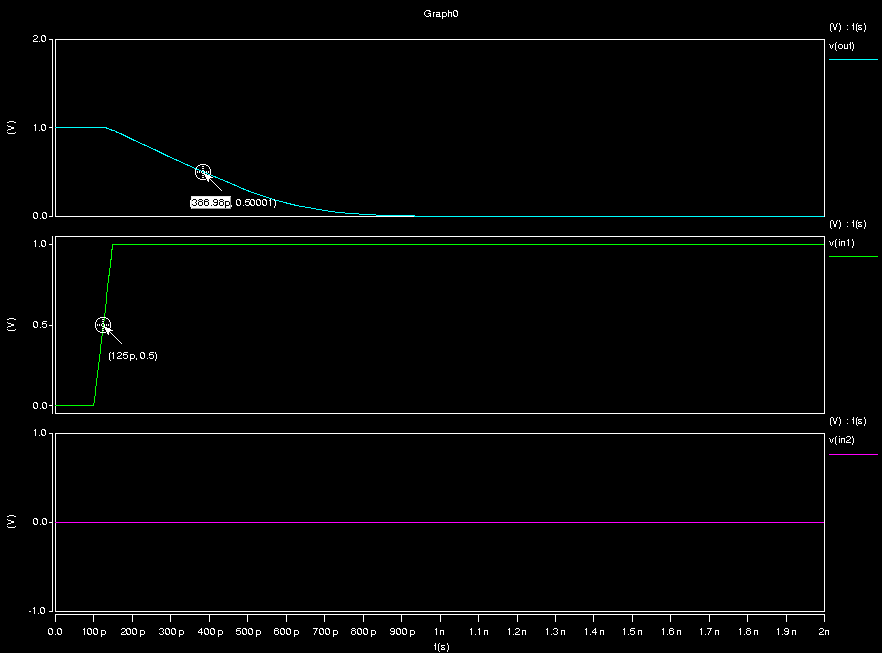 Graph0
(V) : t(s)
v(out)
2.0
1.0
0.0
(V)
(386.98p, 0.50001)
(V) : t(s)
v(in1)
1.0
0.5
0.0
(V)
(125p, 0.5)
(V) : t(s)
v(in2)
1.0
0.0
-1.0
(V)
0.0 100p 200p 300p 400p 500p 600p 700p 800p 900p 1n 1.1n 1.2n 1.3n 1.4n 1.5n 1.6n 1.7n 1.8n 1.9n 2n
t(s)